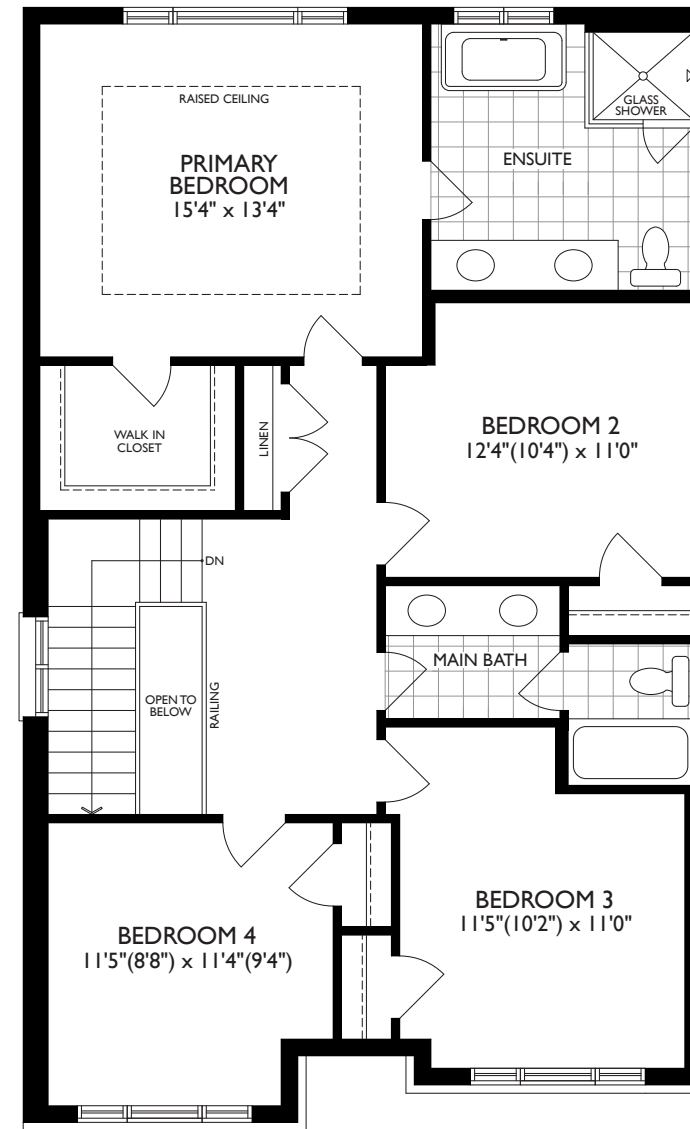 RAISED CEILING
PRIMARY
BEDROOM
15'4" x 13'4"
ENSUITE
GLASS
SHOWER
WALK IN
CLOSET
LINEN
BEDROOM 2
12'4"(10'4") x 11'0"
DN
MAIN BATH
OPEN TO
BELOW
RAILING
BEDROOM 3
11'5"(10'2") x 11'0"
BEDROOM 4
11'5"(8'8") x 11'4"(9'4")